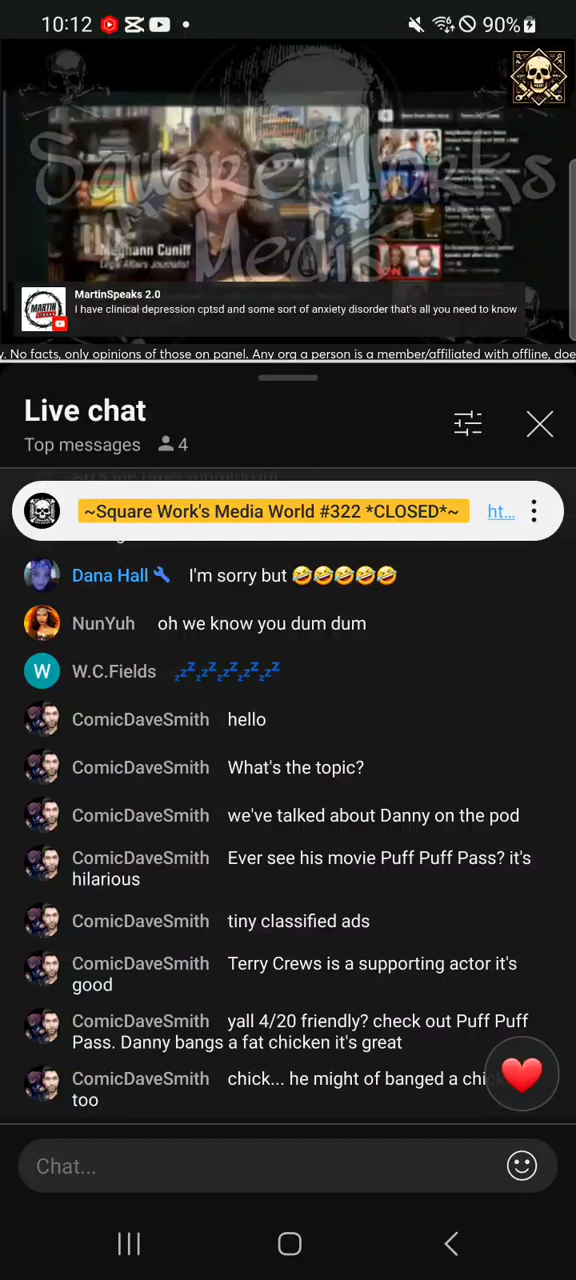 10:12
90%
Square Works
Media
Meghann Cuniff
Legal Affairs Journalist
MartinSpeaks 2.0
I have clinical depression cptsd and some sort of anxiety disorder that's all you need to know
y. No facts, only opinions of those on panel. Any org a person is a member/affiliated with offline, doe
Live chat
Top messages 4
~Square Work's Media World #322 *CLOSED*~ ht...
Dana Hall I'm sorry but 🤣🤣🤣🤣🤣
NunYuh oh we know you dum dum
W
W.C.Fields 💤💤💤💤💤
ComicDaveSmith hello
ComicDaveSmith What's the topic?
ComicDaveSmith we've talked about Danny on the pod
ComicDaveSmith Ever see his movie Puff Puff Pass? it's
hilarious
ComicDaveSmith tiny classified ads
ComicDaveSmith Terry Crews is a supporting actor it's
good
ComicDaveSmith yall 4/20 friendly? check out Puff Puff
Pass. Danny bangs a fat chicken it's great
ComicDaveSmith chick... he might of banged a chi
too
Chat...